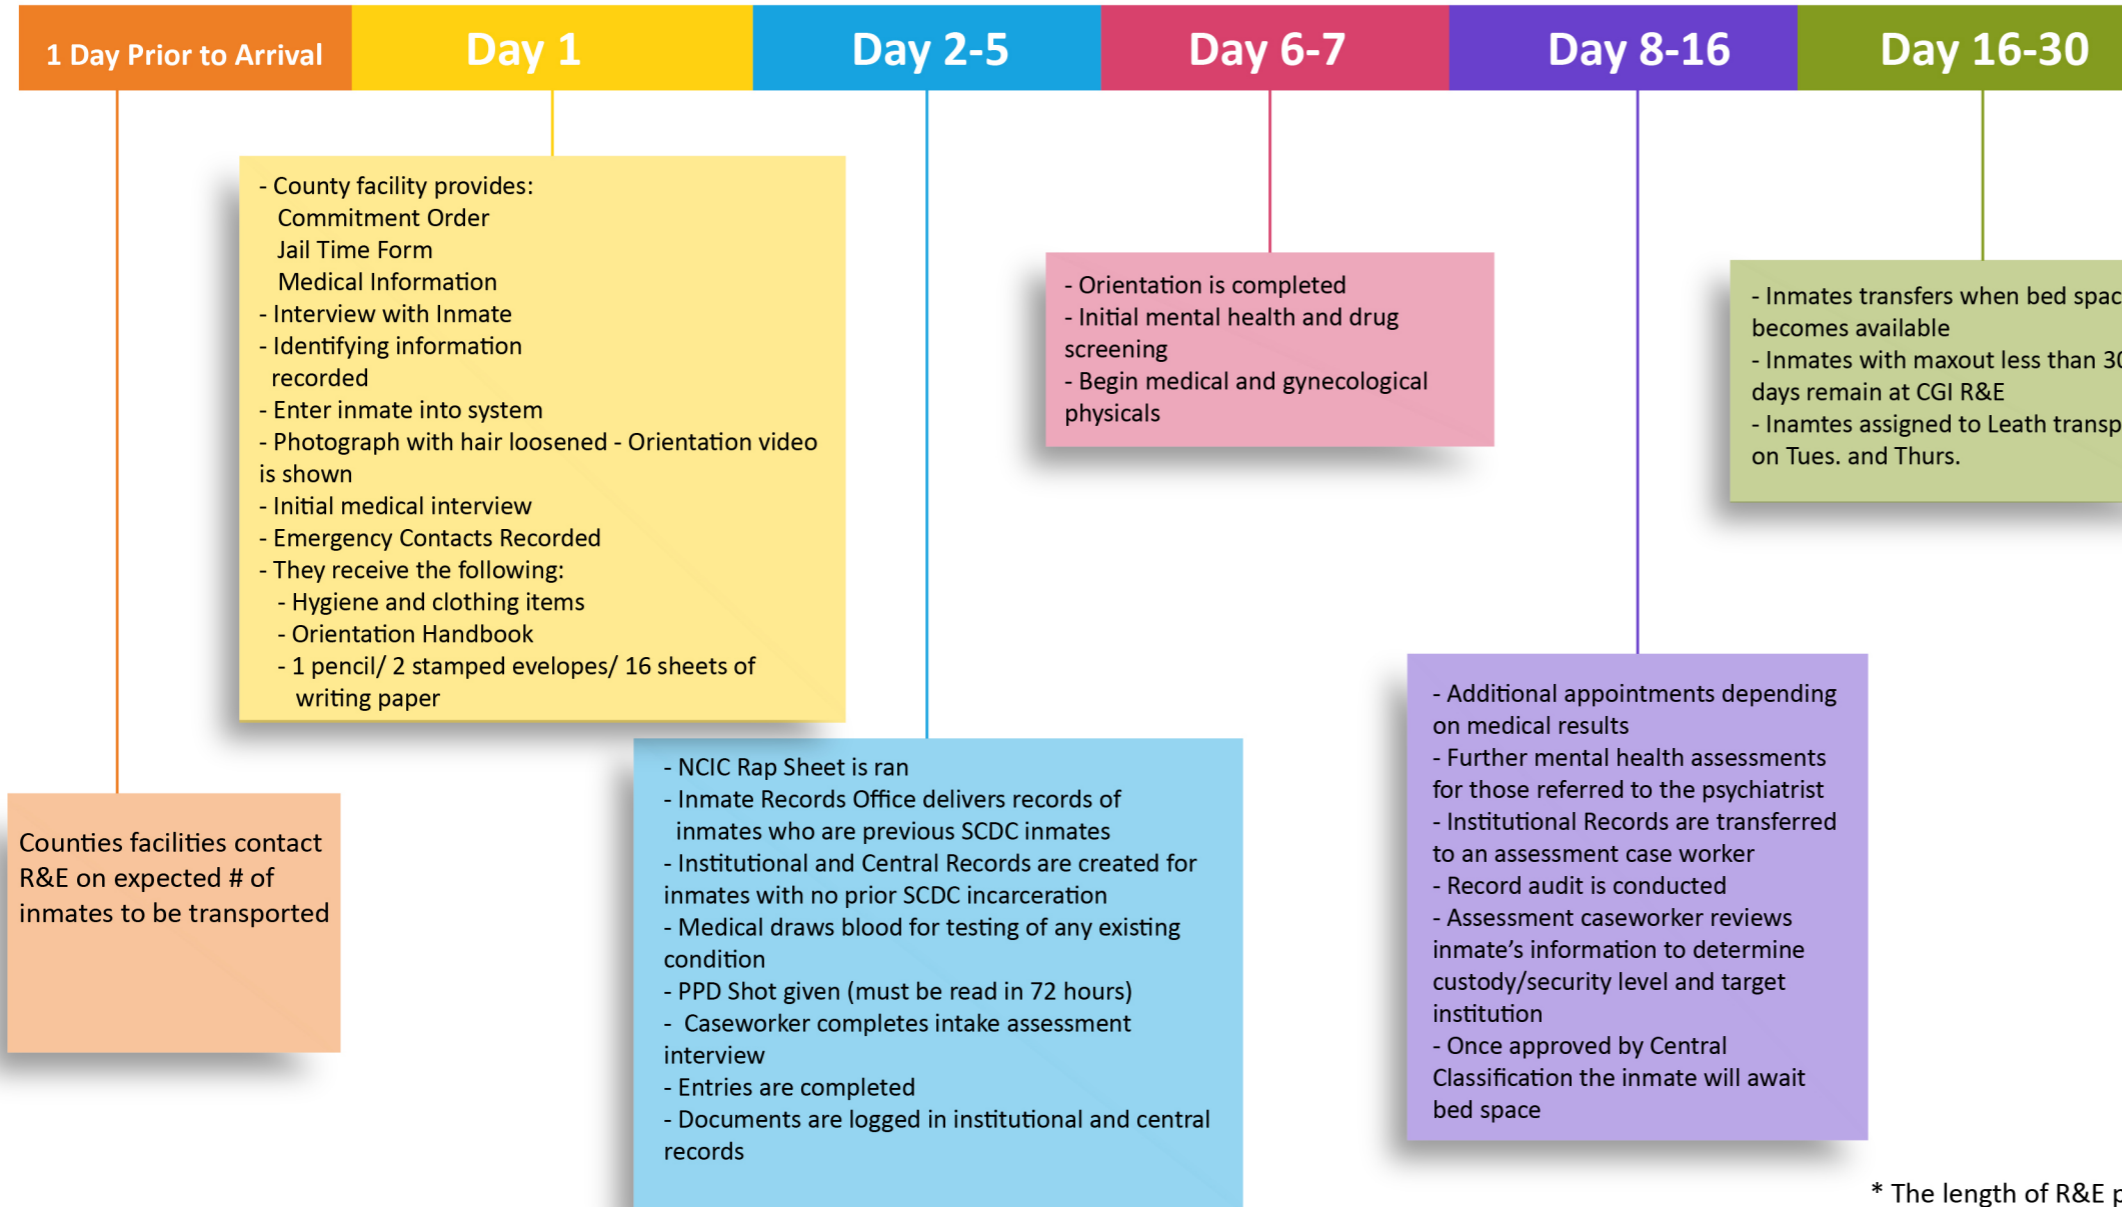 1 Day Prior to Arrival
Day 1
Day 2-5
Day 6-7
Day 8-16
Day 16-30
Counties facilities contact
R&E on expected # of
inmates to be transported
- County facility provides:
Commitment Order
Jail Time Form
Medical Information
- Interview with Inmate
- Identifying information
recorded
- Enter inmate into system
- Photograph with hair loosened - Orientation video
is shown
- Initial medical interview
- Emergency Contacts Recorded
- They receive the following:
- Hygiene and clothing items
- Orientation Handbook
- 1 pencil/ 2 stamped evelopes/ 16 sheets of
writing paper
- NCIC Rap Sheet is ran
- Inmate Records Office delivers records of
inmates who are previous SCDC inmates
- Institutional and Central Records are created for
inmates with no prior SCDC incarceration
- Medical draws blood for testing of any existing
condition
- PPD Shot given (must be read in 72 hours)
- Caseworker completes intake assessment
interview
- Entries are completed
- Documents are logged in institutional and central
records
- Orientation is completed
- Initial mental health and drug
screening
- Begin medical and gynecological
physicals
- Additional appointments depending
on medical results
- Further mental health assessments
for those referred to the psychiatrist
- Institutional Records are transferred
to an assessment case worker
- Record audit is conducted
- Assessment caseworker reviews
inmate's information to determine
custody/security level and target
institution
- Once approved by Central
Classification the inmate will await
bed space
- Inmates transfers when bed spac
becomes available
- Inmates with maxout less than 30
days remain at CGI R&E
- Inamtes assigned to Leath transp
on Tues. and Thurs.
* The length of R&E p